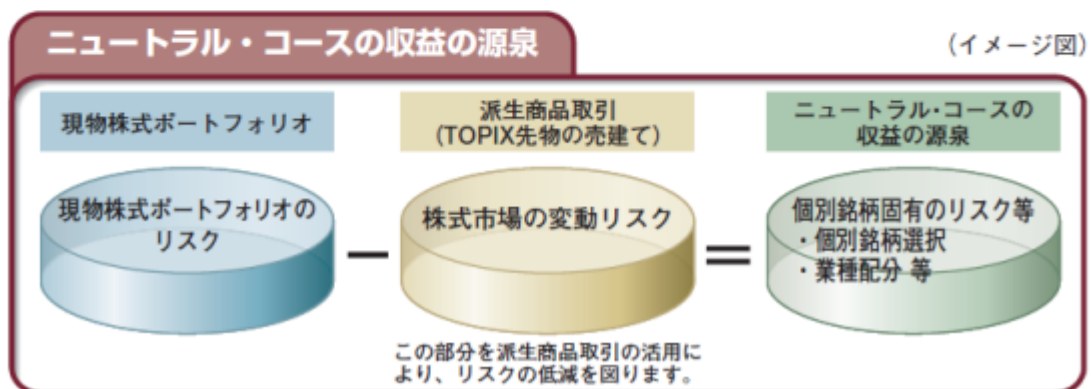 ニュートラル・コースの収益の源泉
(イメージ図)
現物株式ポートフォリオ
派生商品取引
(TOPIX先物の売建て)
ニュートラル・コースの
収益の源泉
現物株式ポートフォリオの
リスク
−
株式市場の変動リスク
＝
個別銘柄固有のリスク等
・個別銘柄選択
・業種配分 等
この部分を派生商品取引の活用に
より、リスクの低減を図ります。